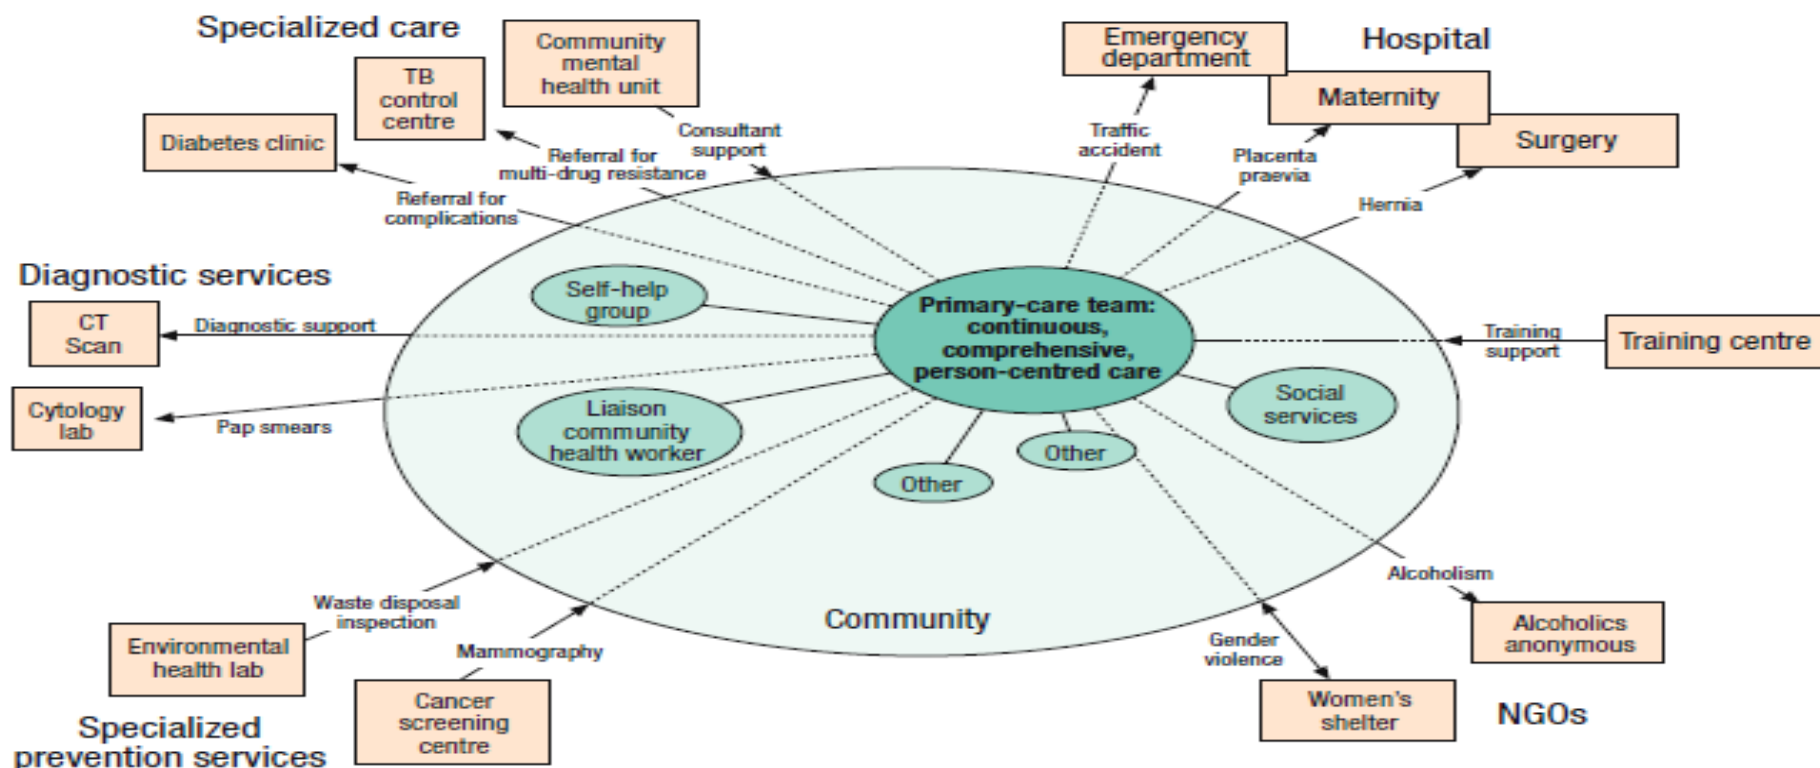 Specialized care
Community
mental
health unit
TB
control
centre
Diabetes clinic
Consultant
support
Referral for
multi-drug resistance
Referral for
complications
Emergency
department
Hospital
Maternity
Surgery
Traffic
accident
Placenta
praevia
Hernia
Diagnostic services
CT
Scan
Diagnostic support
Cytology
lab
Pap smears
Self-help
group
Primary-care team:
continuous,
comprehensive,
person-centred care
Training
support
Training centre
Liaison
community
health worker
Social
services
Other
Other
Community
Waste disposal
inspection
Environmental
health lab
Mammography
Cancer
screening
centre
Specialized
prevention services
Alcoholism
Alcoholics
anonymous
Gender
violence
Women's
shelter
NGOs